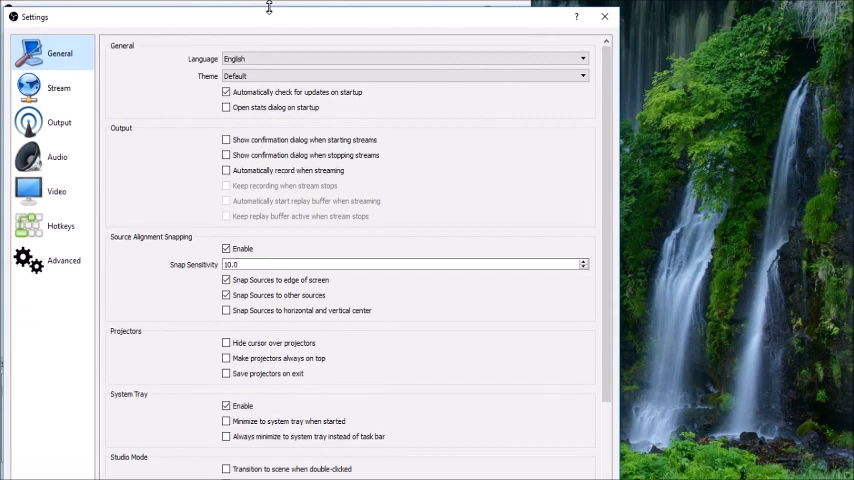 Settings
?
General
Stream
Output
Audio
Video
Hotkeys
Advanced
General
Language English
Theme Default
Automatically check for updates on startup
Open stats dialog on startup
Output
Show confirmation dialog when starting streams
Show confirmation dialog when stopping streams
Automatically record when streaming
Keep recording when stream stops
Automatically start replay buffer when streaming
Keep replay buffer active when stream stops
Source Alignment Snapping
Enable
Snap Sensitivity 10.0
Snap Sources to edge of screen
Snap Sources to other sources
Snap Sources to horizontal and vertical center
Projectors
Hide cursor over projectors
Make projectors always on top
Save projectors on exit
System Tray
Enable
Minimize to system tray when started
Always minimize to system tray instead of task bar
Studio Mode
Transition to scene when double-clicked